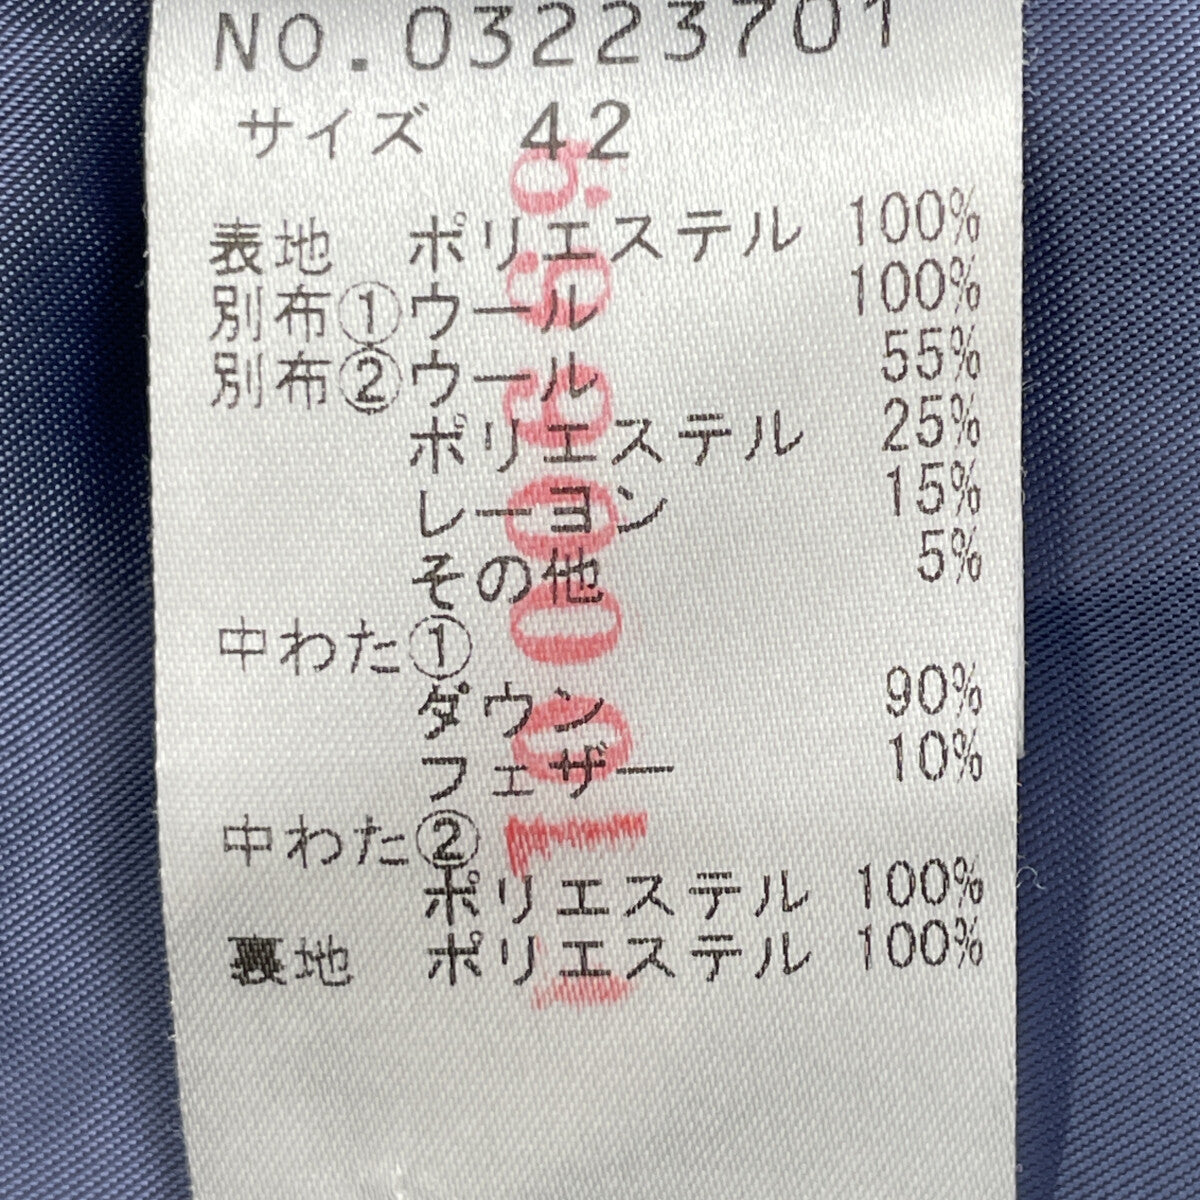 NO.03223701
サイズ 42
表地 ポリエステル 100%
別布①ウール 100%
別布②ウール 55%
ポリエステル 25%
レーヨン 15%
その他 5%
中わた①
ダウン 90%
フェザー 10%
中わた②
ポリエステル 100%
裏地 ポリエステル 100%